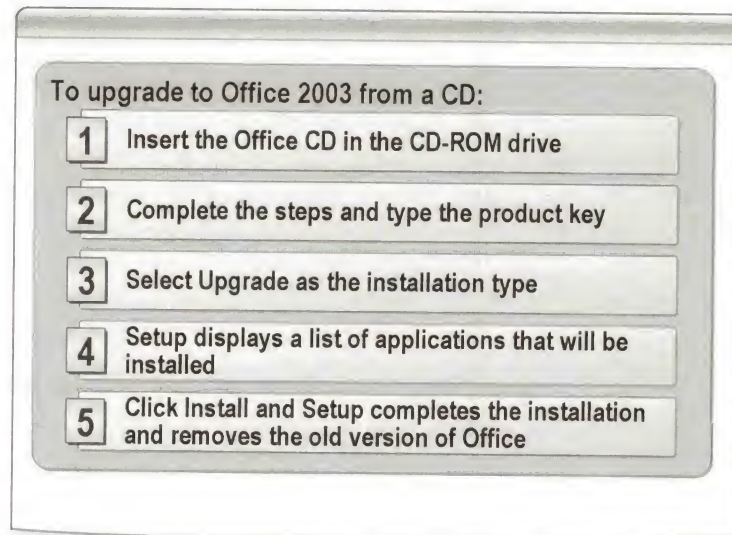 To upgrade to Office 2003 from a CD:
1 Insert the Office CD in the CD-ROM drive
2 Complete the steps and type the product key
3 Select Upgrade as the installation type
4 Setup displays a list of applications that will be
installed
5 Click Install and Setup completes the installation
and removes the old version of Office